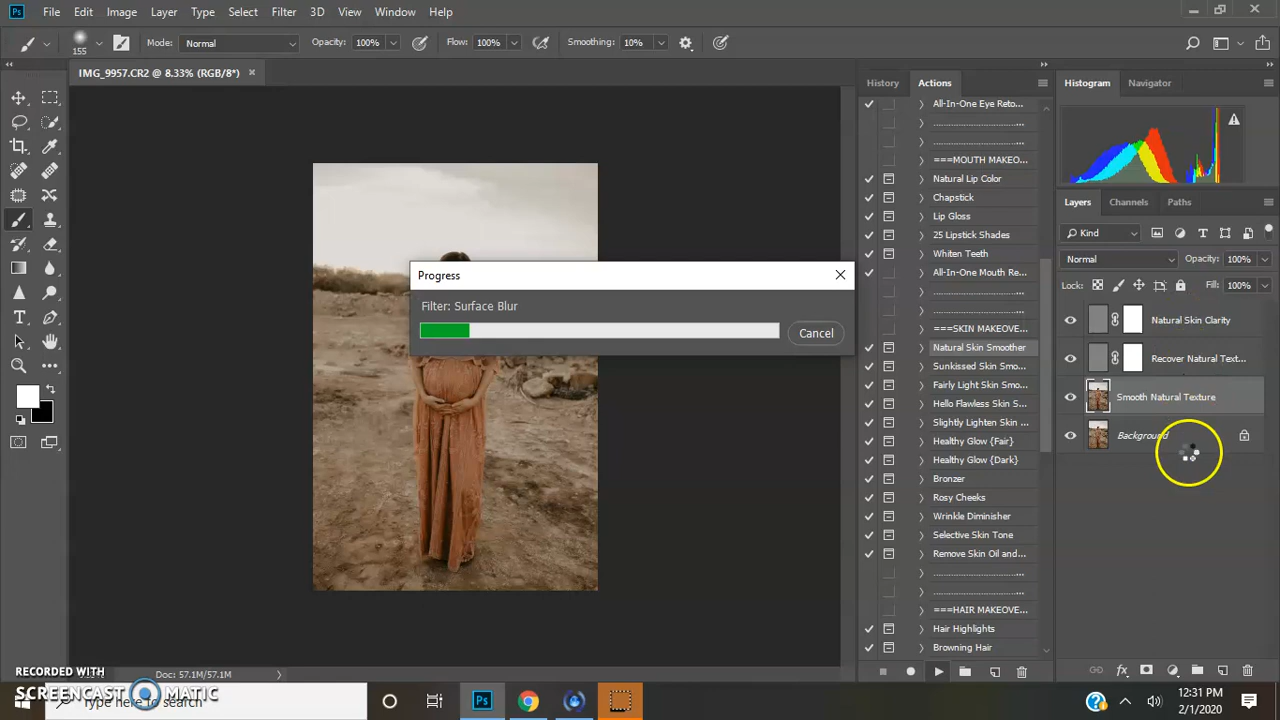 File Edit Image Layer Type Select Filter 3D View Window Help
155 Mode: Normal Opacity: 100% Flow: 100% Smoothing: 10%
IMG_9957.CR2 @ 8.33% (RGB/8*) ×
History Actions
All-In-One Eye Reto...
...............................
...............................
===MOUTH MAKEO...
Natural Lip Color
Chapstick
Lip Gloss
25 Lipstick Shades
Whiten Teeth
All-In-One Mouth Re...
...............................
...............................
===SKIN MAKEOVE...
Natural Skin Smoother
Sunkissed Skin Smo...
Fairly Light Skin Smo...
Hello Flawless Skin S...
Slightly Lighten Skin ...
Healthy Glow {Fair}
Healthy Glow {Dark}
Bronzer
Rosy Cheeks
Wrinkle Diminisher
Selective Skin Tone
Remove Skin Oil and...
...............................
...............................
===HAIR MAKEOVE...
Hair Highlights
Browning Hair
Histogram Navigator
Layers Channels Paths
Kind
Normal Opacity: 100%
Lock: Fill: 100%
Natural Skin Clarity
Recover Natural Text...
Smooth Natural Texture
Background
Progress
Filter: Surface Blur
Cancel
Doc: 57.1M/57.1M
RECORDED WITH
SCREENCAST MATIC
Type here to search
12:31 PM
2/1/2020